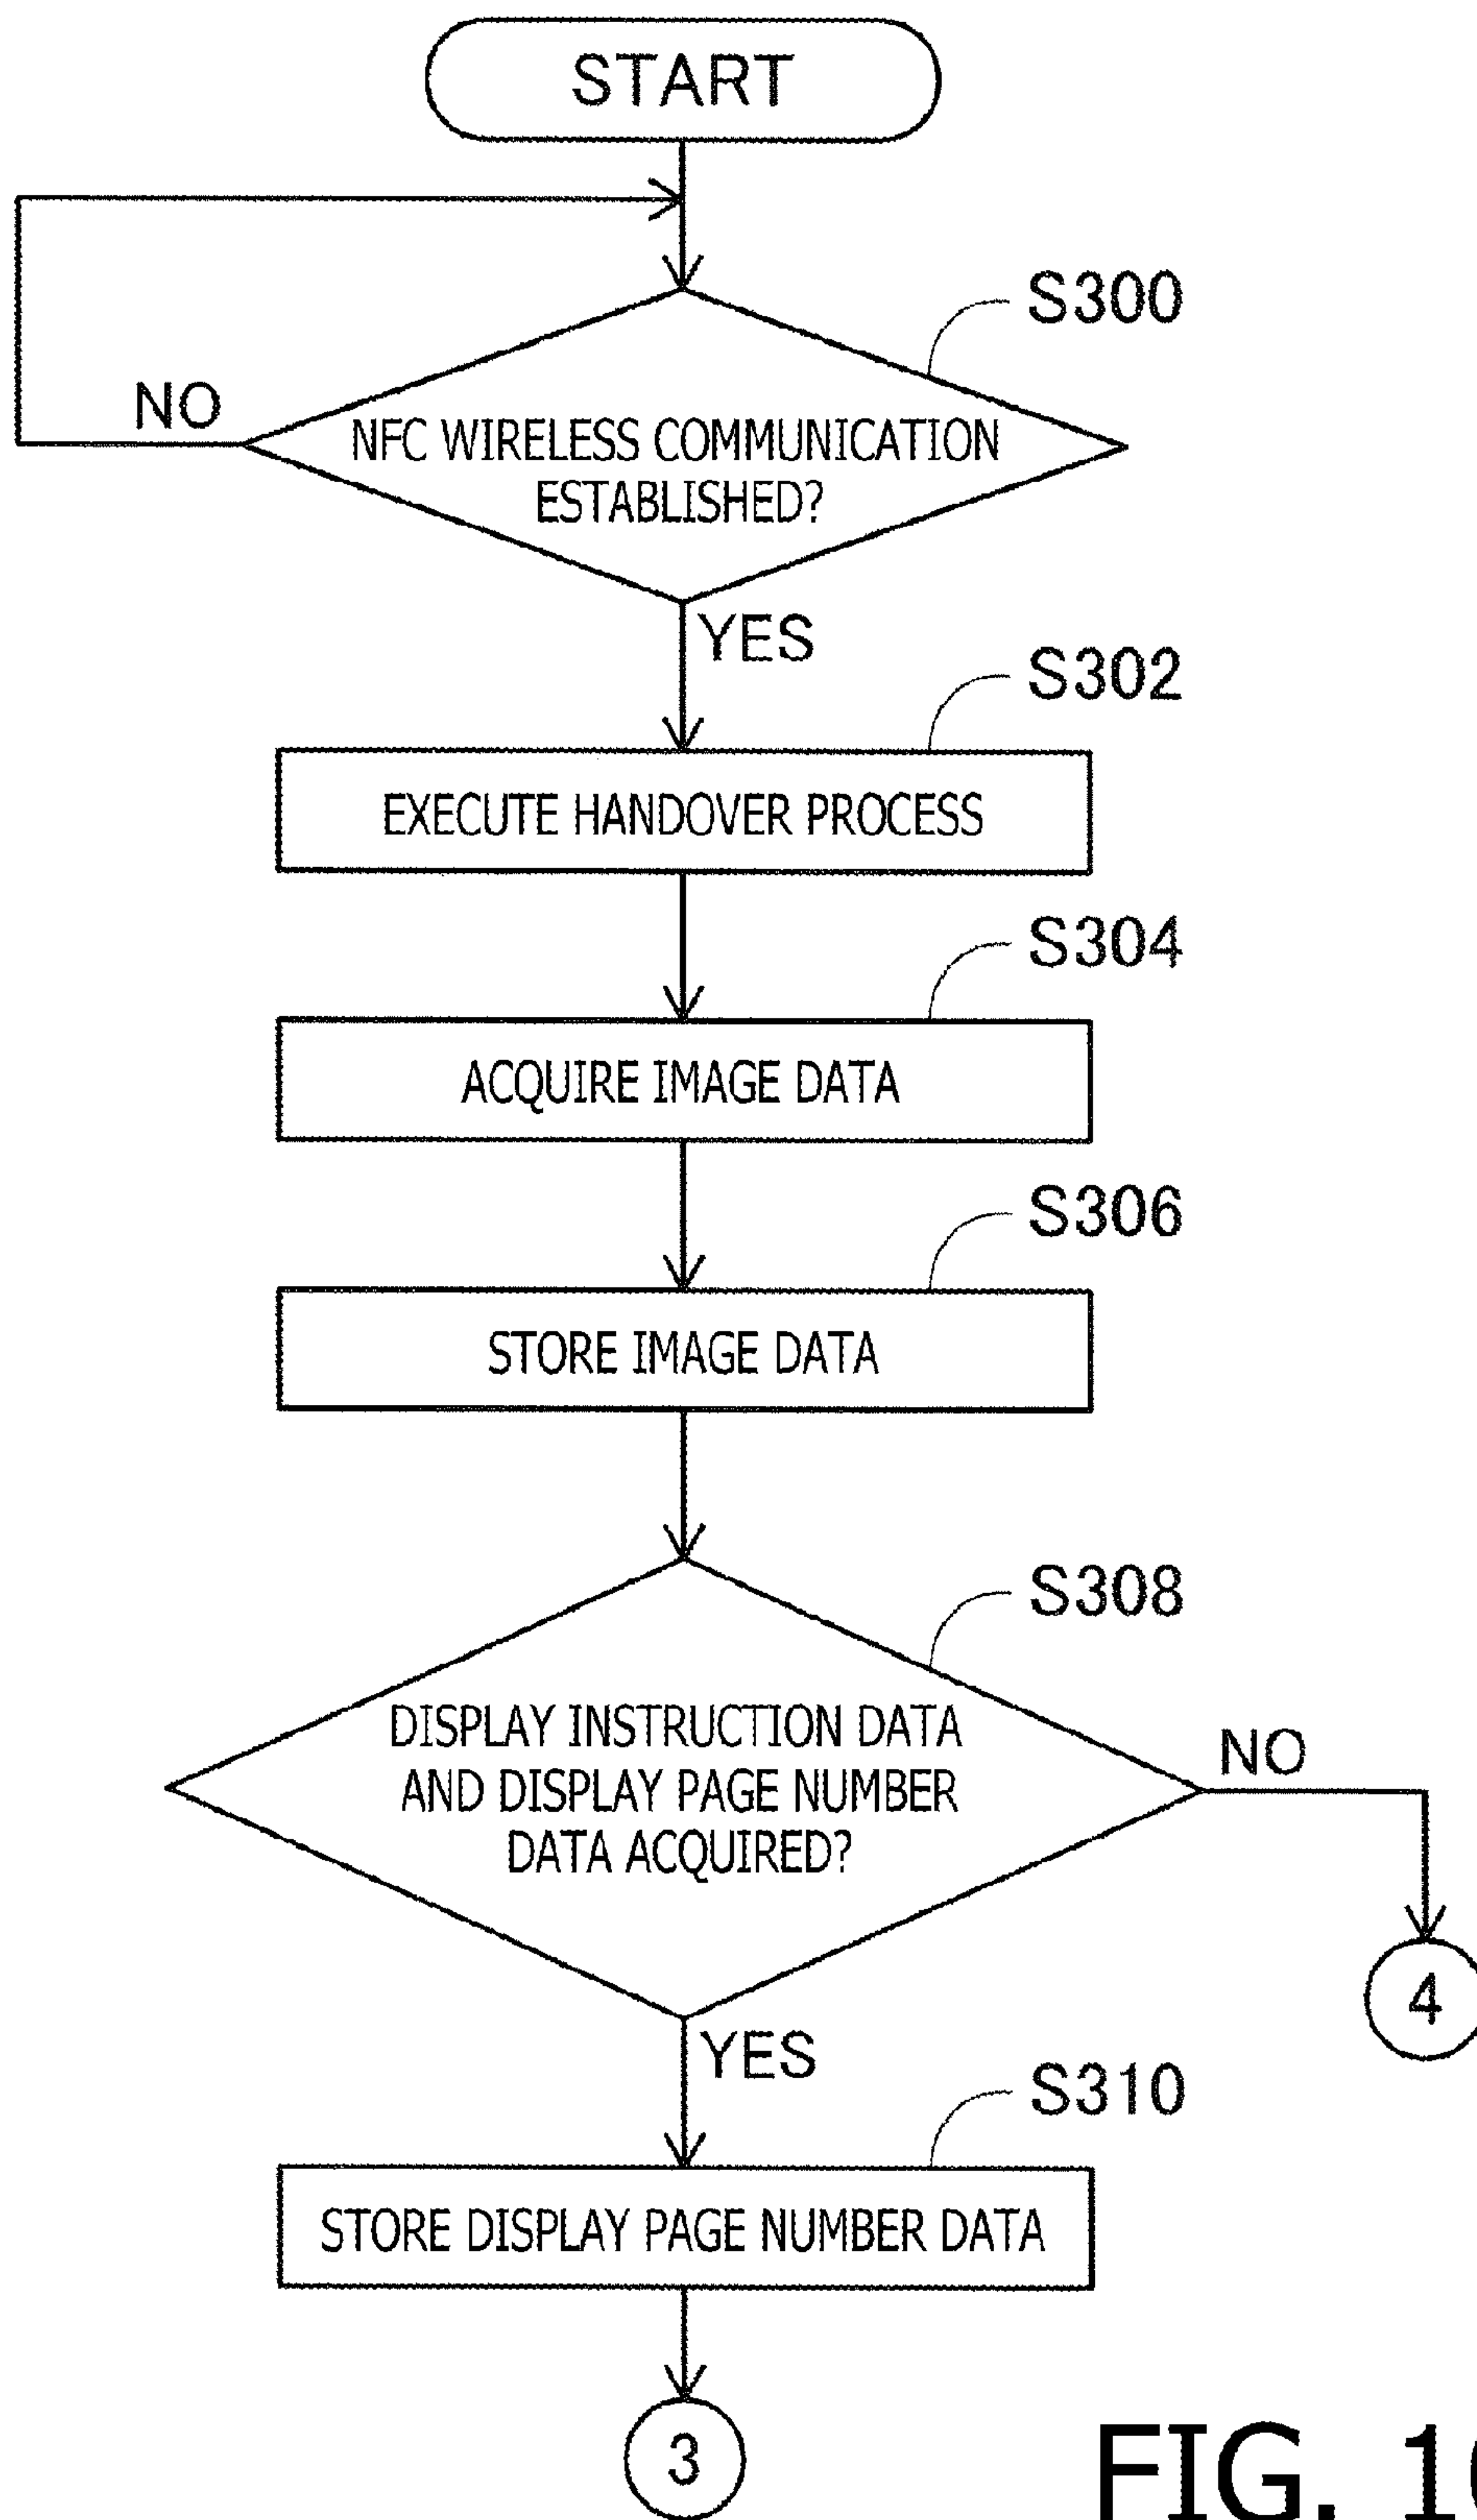 START
S300
NO
NFC WIRELESS COMMUNICATION
ESTABLISHED?
YES
S302
EXECUTE HANDOVER PROCESS
S304
ACQUIRE IMAGE DATA
S306
STORE IMAGE DATA
S308
DISPLAY INSTRUCTION DATA
AND DISPLAY PAGE NUMBER
DATA ACQUIRED?
NO
4
YES
S310
STORE DISPLAY PAGE NUMBER DATA
3
FIG.